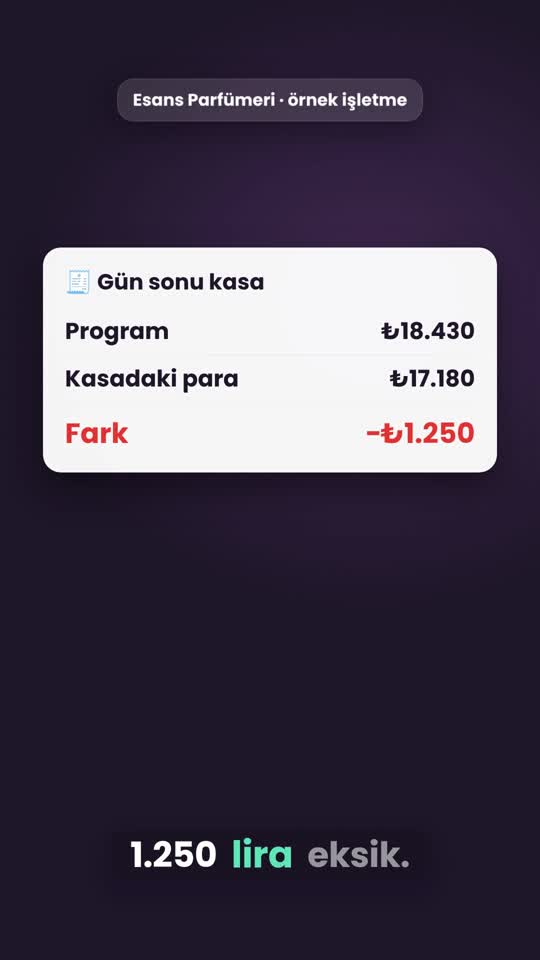 Esans Parfümeri · örnek işletme
🧾 Gün sonu kasa
Program ₺18.430
Kasadaki para ₺17.180
Fark -₺1.250
1.250 lira eksik.